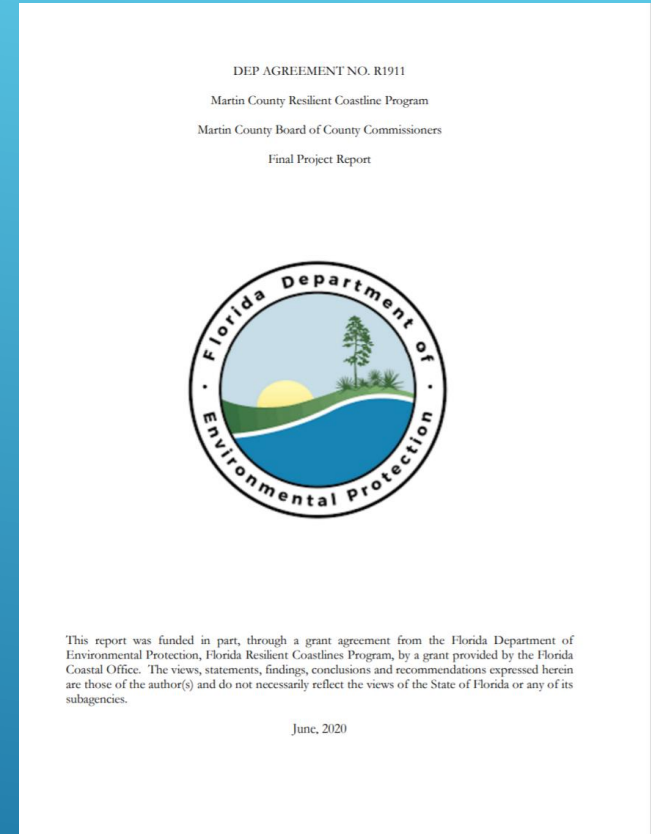 DEP AGREEMENT NO. R1911
Martin County Resilient Coastline Program
Martin County Board of County Commissioners
Final Project Report
Florida Department of
Environmental Protection
This report was funded in part, through a grant agreement from the Florida Department of
Environmental Protection, Florida Resilient Coastlines Program, by a grant provided by the Florida
Coastal Office. The views, statements, findings, conclusions and recommendations expressed herein
are those of the author(s) and do not necessarily reflect the views of the State of Florida or any of its
subagencies.
June, 2020